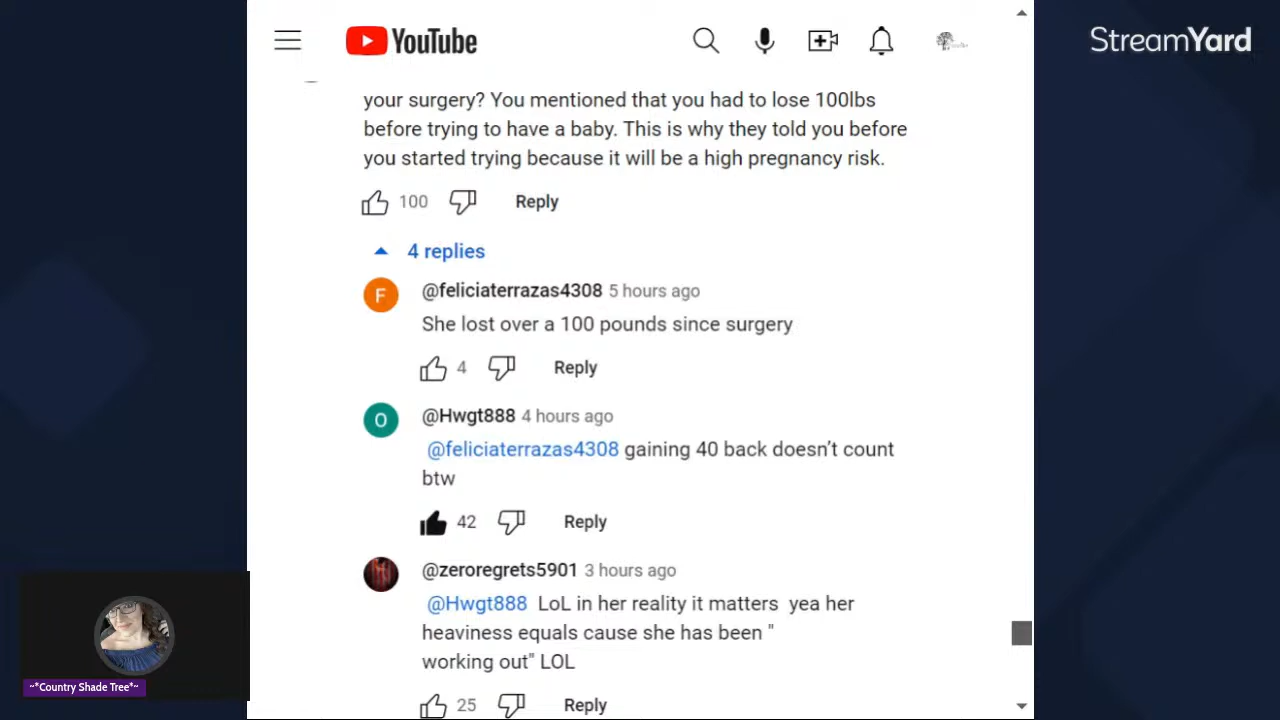 YouTube
StreamYard
your surgery? You mentioned that you had to lose 100lbs
before trying to have a baby. This is why they told you before
you started trying because it will be a high pregnancy risk.
100 Reply
4 replies
F
@feliciaterrazas4308 5 hours ago
She lost over a 100 pounds since surgery
4 Reply
O
@Hwgt888 4 hours ago
@feliciaterrazas4308 gaining 40 back doesn’t count
btw
42 Reply
@zeroregrets5901 3 hours ago
@Hwgt888 LoL in her reality it matters yea her
heaviness equals cause she has been "
working out" LOL
25 Reply
~*Country Shade Tree*~